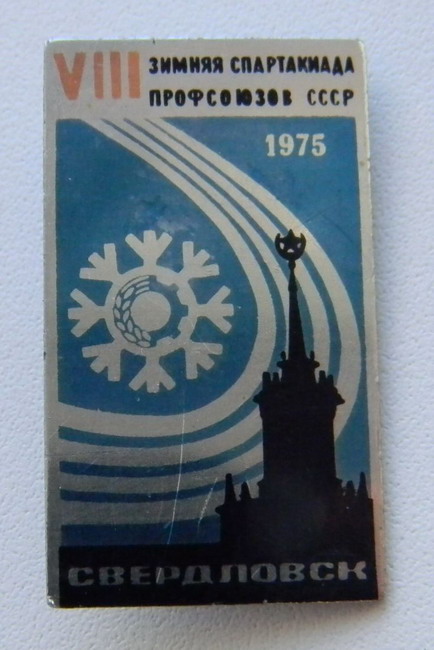 VIII ЗИМНЯЯ СПАРТАКИАДА
ПРОФСОЮЗОВ СССР
1975
СВЕРДЛОВСК